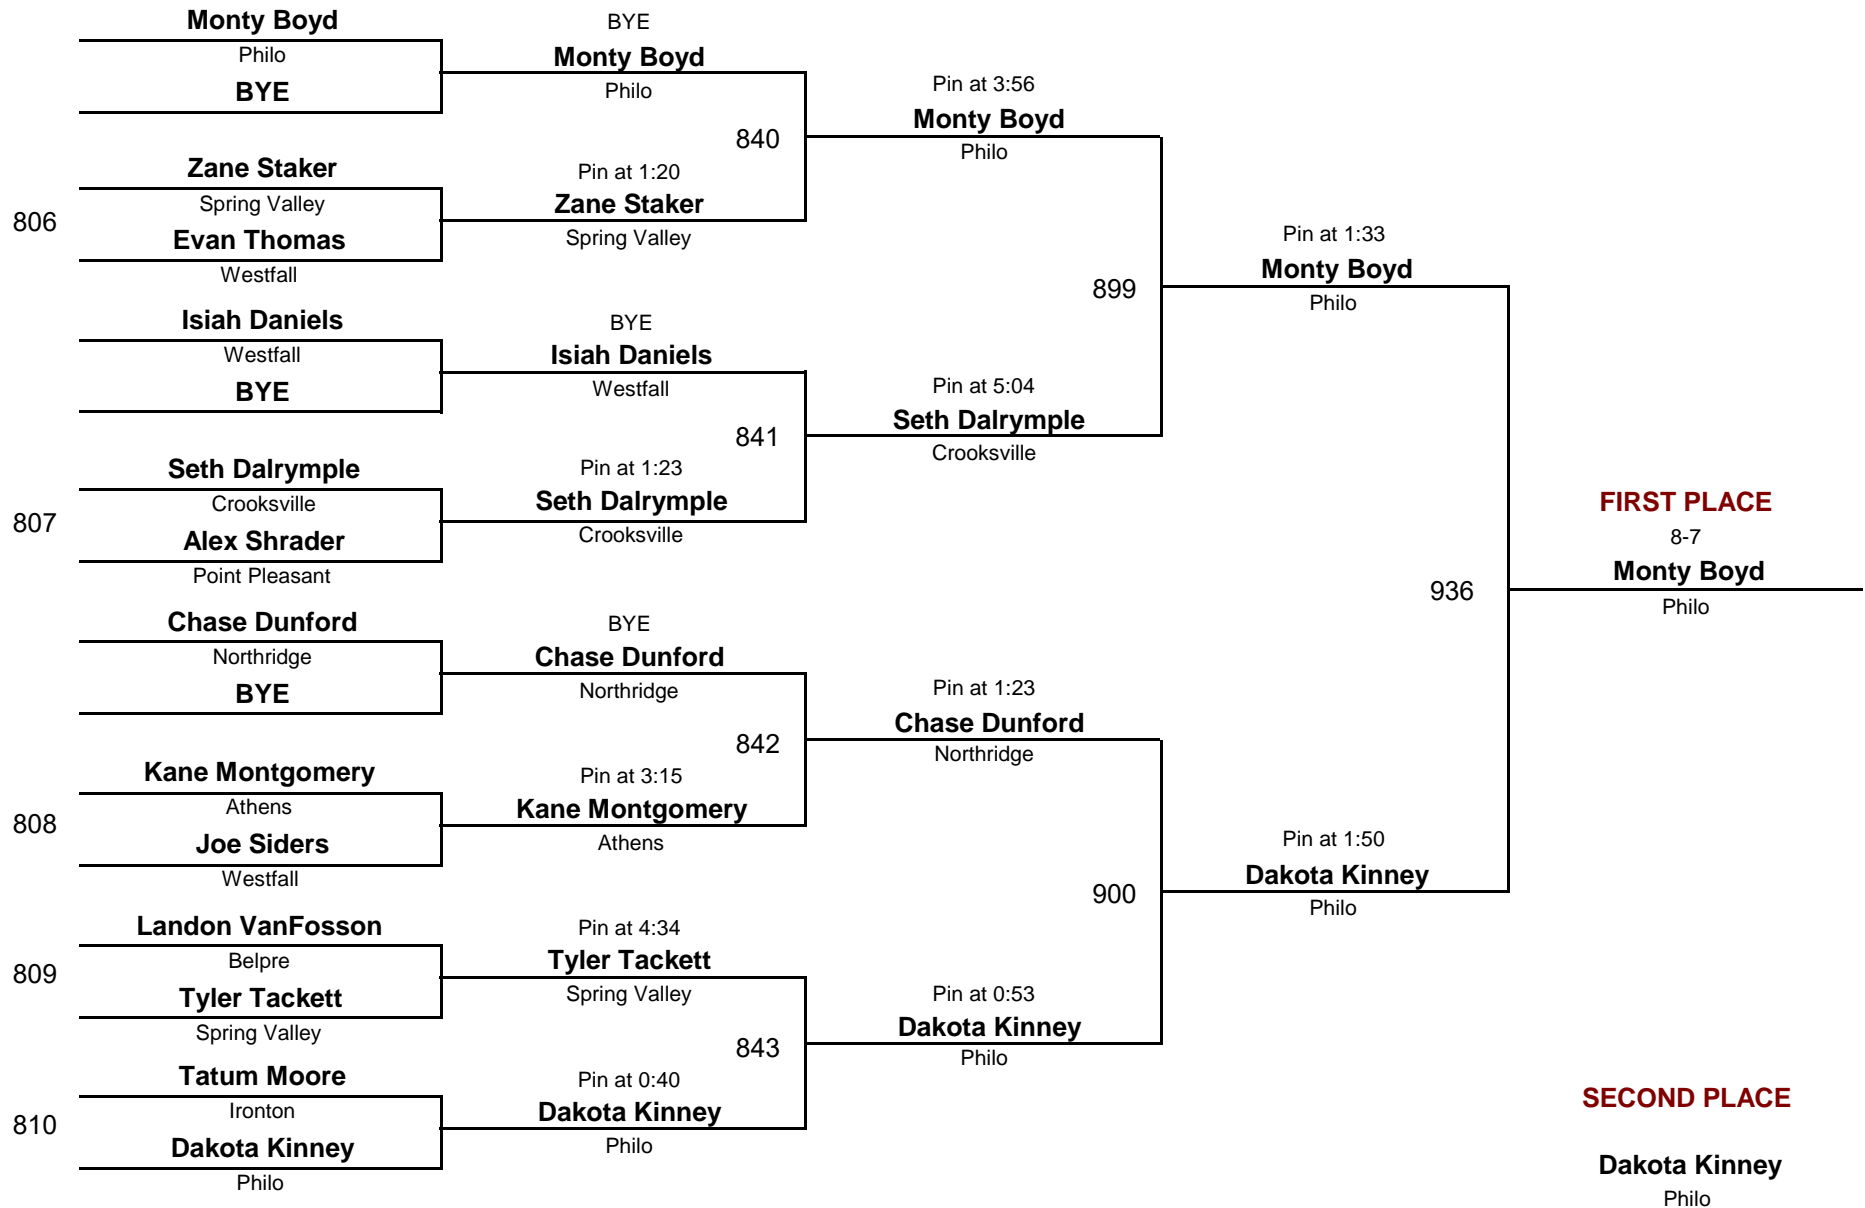 Monty Boyd
Philo
BYE
806
Zane Staker
Spring Valley
Evan Thomas
Westfall
Isiah Daniels
Westfall
BYE
807
Seth Dalrymple
Crooksville
Alex Shrader
Point Pleasant
Chase Dunford
Northridge
BYE
808
Kane Montgomery
Athens
Joe Siders
Westfall
809
Landon VanFosson
Belpre
Tyler Tackett
Spring Valley
810
Tatum Moore
Ironton
Dakota Kinney
Philo
BYE
Monty Boyd
Philo
840
Pin at 1:20
Zane Staker
Spring Valley
BYE
Isiah Daniels
Westfall
841
Pin at 1:23
Seth Dalrymple
Crooksville
BYE
Chase Dunford
Northridge
842
Pin at 3:15
Kane Montgomery
Athens
Pin at 4:34
Tyler Tackett
Spring Valley
843
Pin at 0:40
Dakota Kinney
Philo
Pin at 3:56
Monty Boyd
Philo
899
Pin at 5:04
Seth Dalrymple
Crooksville
Pin at 1:23
Chase Dunford
Northridge
900
Pin at 0:53
Dakota Kinney
Philo
Pin at 1:33
Monty Boyd
Philo
936
Pin at 1:50
Dakota Kinney
Philo
FIRST PLACE
8-7
Monty Boyd
Philo
SECOND PLACE
Dakota Kinney
Philo